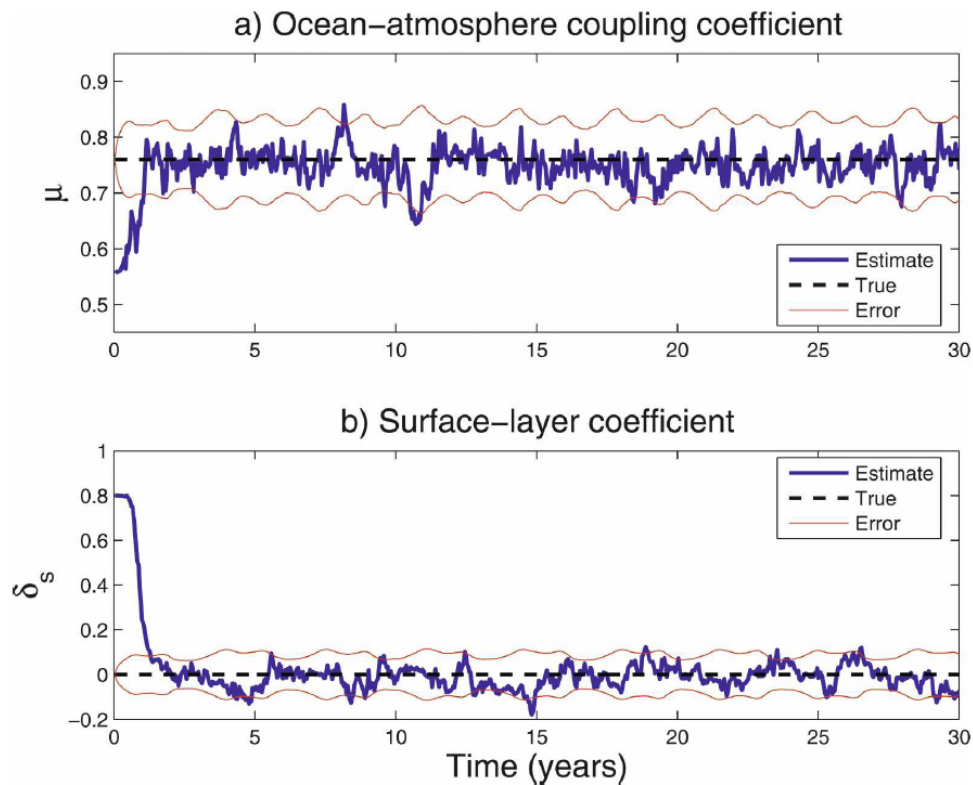 a) Ocean–atmosphere coupling coefficient
0.9
0.8
0.7
0.6
0.5
μ
Estimate
True
Error
0 5 10 15 20 25 30
b) Surface–layer coefficient
1
0.8
0.6
0.4
0.2
0
−0.2
δs
Estimate
True
Error
0 5 10 15 20 25 30
Time (years)